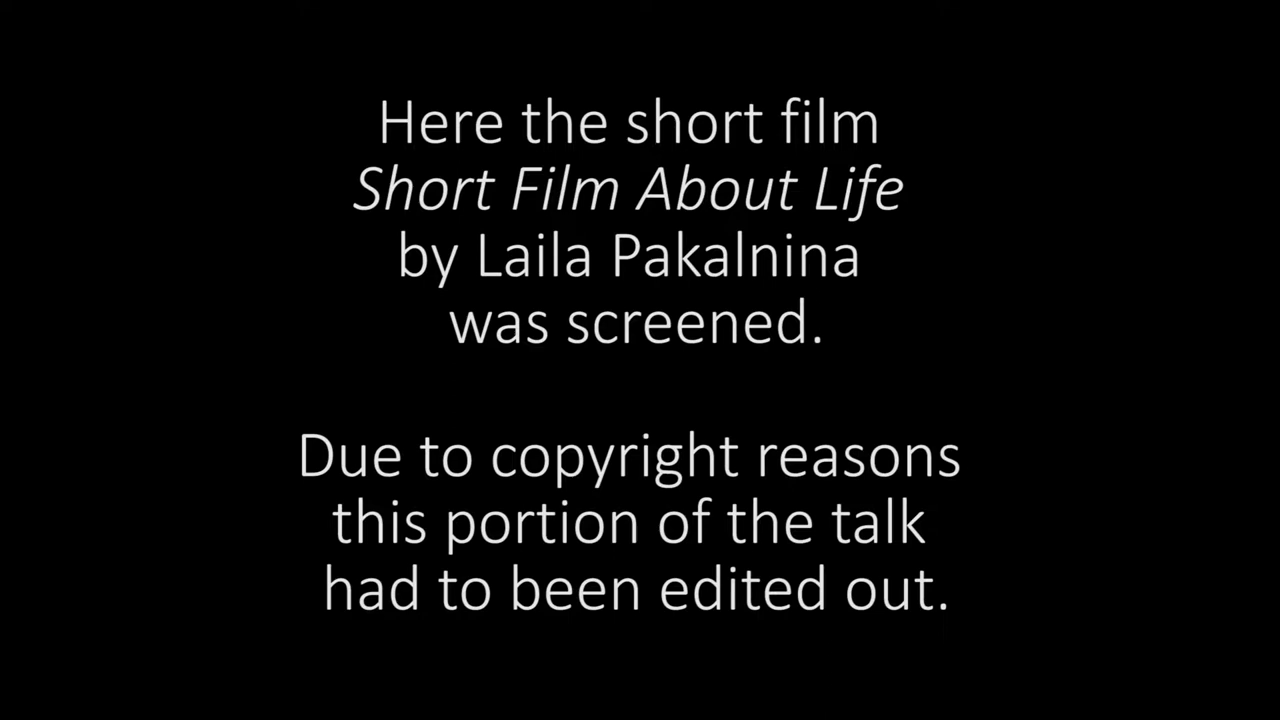 Here the short film
Short Film About Life
by Laila Pakalnina
was screened.
Due to copyright reasons
this portion of the talk
had to been edited out.